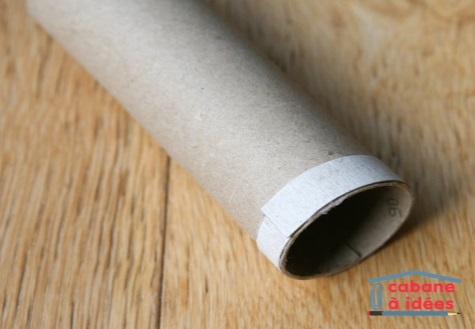 cabane
à idées